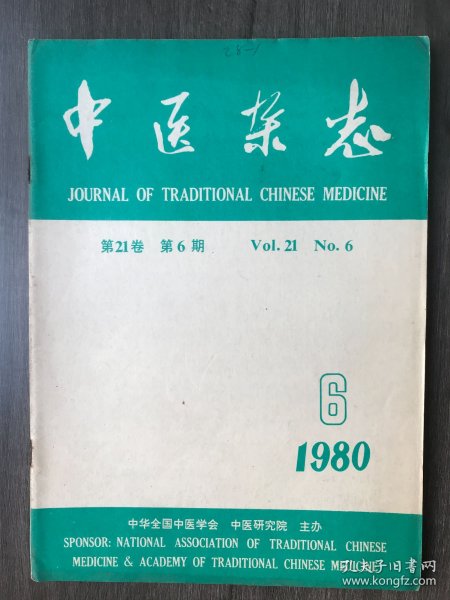 28-1
中医杂志
JOURNAL OF TRADITIONAL CHINESE MEDICINE
第21卷 第6期 Vol. 21 No. 6
6
1980
中华全国中医学会 中医研究院 主办
SPONSOR: NATIONAL ASSOCIATION OF TRADITIONAL CHINESE
MEDICINE & ACADEMY OF TRADITIONAL CHINESE MEDICINE
孔夫子旧书网
www.kongfz.com